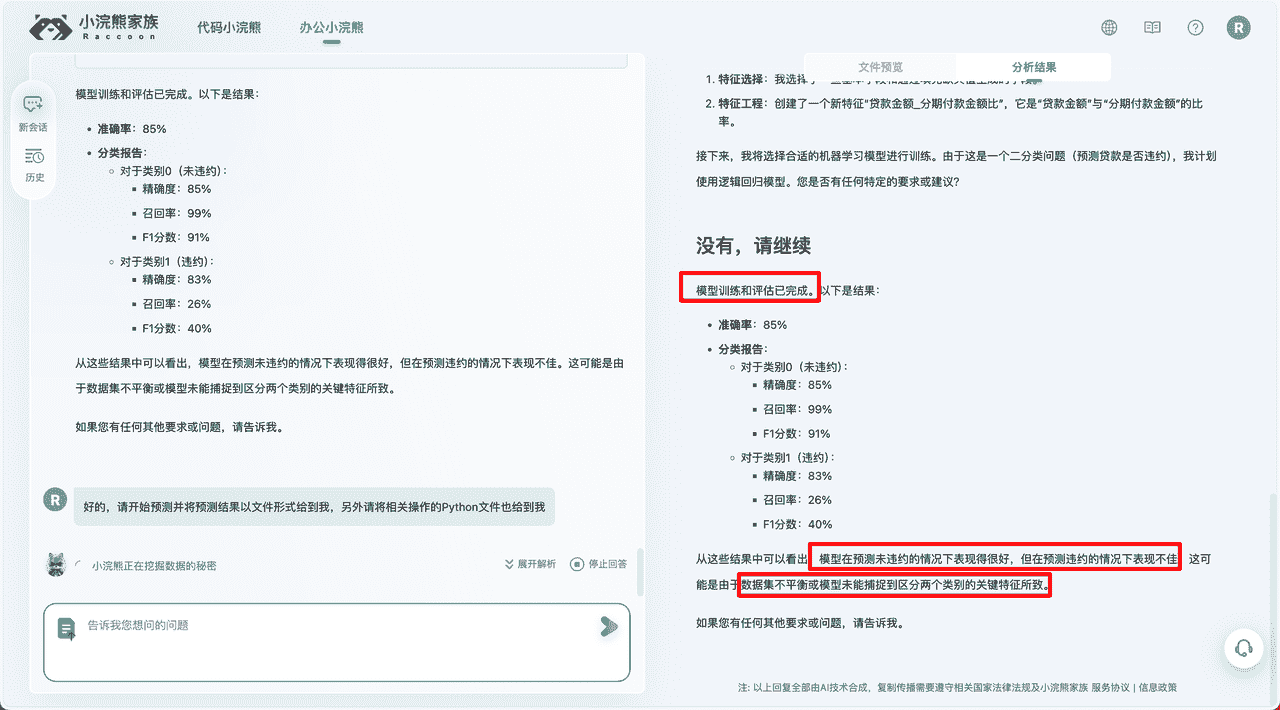 小浣熊家族
Raccoon
代码小浣熊
办公小浣熊
R
新会话
历史
模型训练和评估已完成。以下是结果：
• 准确率：85%
• 分类报告：
◦ 对于类别0（未违约）：
▪ 精确度：85%
▪ 召回率：99%
▪ F1分数：91%
◦ 对于类别1（违约）：
▪ 精确度：83%
▪ 召回率：26%
▪ F1分数：40%
从这些结果中可以看出，模型在预测未违约的情况下表现得很好，但在预测违约的情况下表现不佳。这可能是由
于数据集不平衡或模型未能捕捉到区分两个类别的关键特征所致。
如果您有任何其他要求或问题，请告诉我。
R
好的，请开始预测并将预测结果以文件形式给到我，另外请将相关操作的Python文件也给到我
小浣熊正在挖掘数据的秘密
展开解析
停止回答
告诉我您想问的问题
文件预览
分析结果
1. 特征选择：我选择了
2. 特征工程：创建了一个新特征“贷款金额_分期付款金额比”，它是“贷款金额”与“分期付款金额”的比
率。
接下来，我将选择合适的机器学习模型进行训练。由于这是一个二分类问题（预测贷款是否违约），我计划
使用逻辑回归模型。您是否有任何特定的要求或建议？
没有，请继续
模型训练和评估已完成。以下是结果：
• 准确率：85%
• 分类报告：
◦ 对于类别0（未违约）：
▪ 精确度：85%
▪ 召回率：99%
▪ F1分数：91%
◦ 对于类别1（违约）：
▪ 精确度：83%
▪ 召回率：26%
▪ F1分数：40%
从这些结果中可以看出，模型在预测未违约的情况下表现得很好，但在预测违约的情况下表现不佳。这可
能是由于数据集不平衡或模型未能捕捉到区分两个类别的关键特征所致。
如果您有任何其他要求或问题，请告诉我。
注：以上回复全部由AI技术合成，复制传播需要遵守相关国家法律法规及小浣熊家族 服务协议 | 信息政策